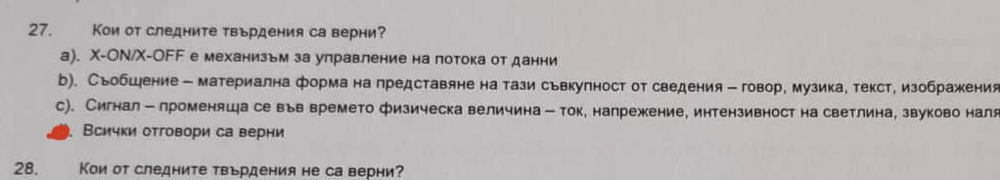 27. Кои от следните твърдения са верни?
a). X-ON/X-OFF е механизъм за управление на потока от данни
b). Съобщение – материална форма на представяне на тази съвкупност от сведения – говор, музика, текст, изображения
c). Сигнал – променяща се във времето физическа величина – ток, напрежение, интензивност на светлина, звуково наля
. Всички отговори са верни
28. Кои от следните твърдения не са верни?